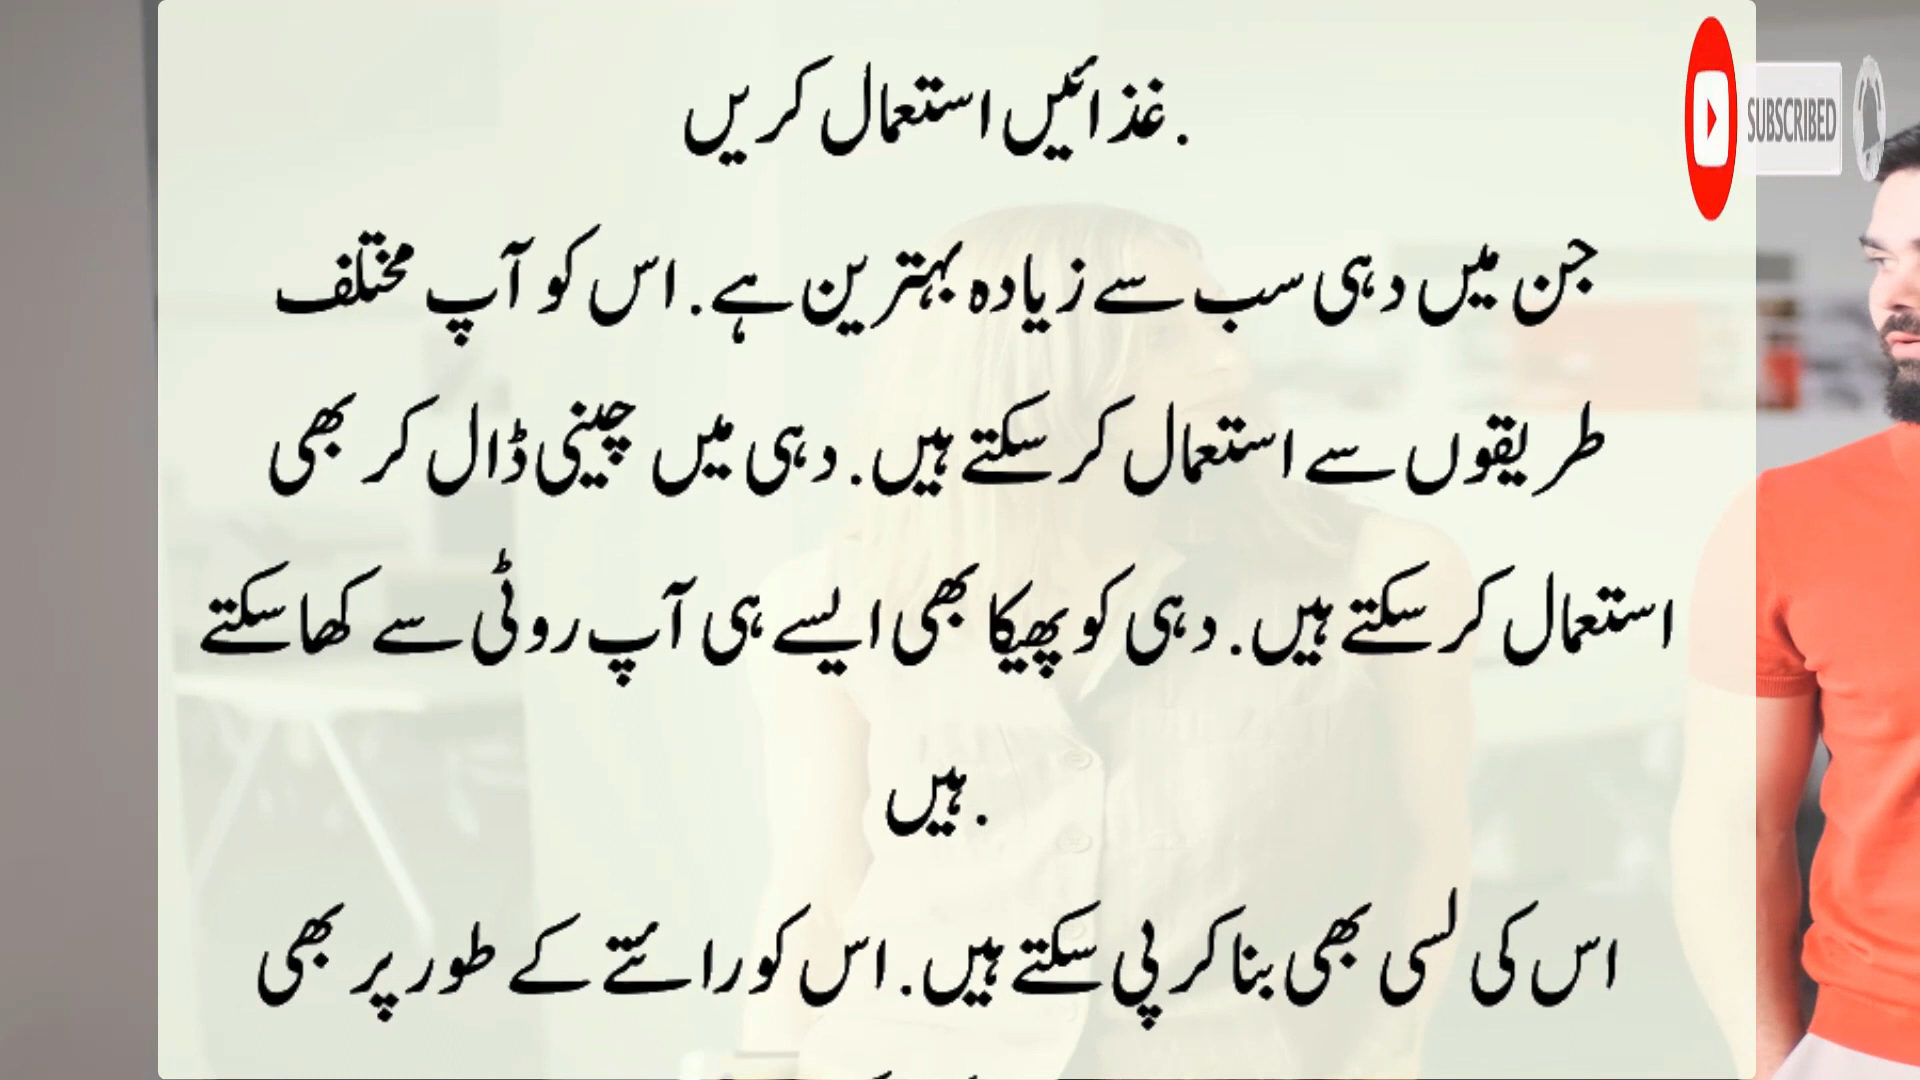 غذائیں استعمال کریں.
SUBSCRIBED
جن میں دہی سب سے زیادہ بہترین ہے. اس کو آپ مختلف
طریقوں سے استعمال کر سکتے ہیں. دہی میں چینی ڈال کر بھی
استعمال کر سکتے ہیں. دہی کو پھیکا بھی ایسے ہی آپ روٹی سے کھا سکتے
ہیں.
اس کی لسی بھی بنا کر پی سکتے ہیں. اس کو رائتے کے طور پر بھی